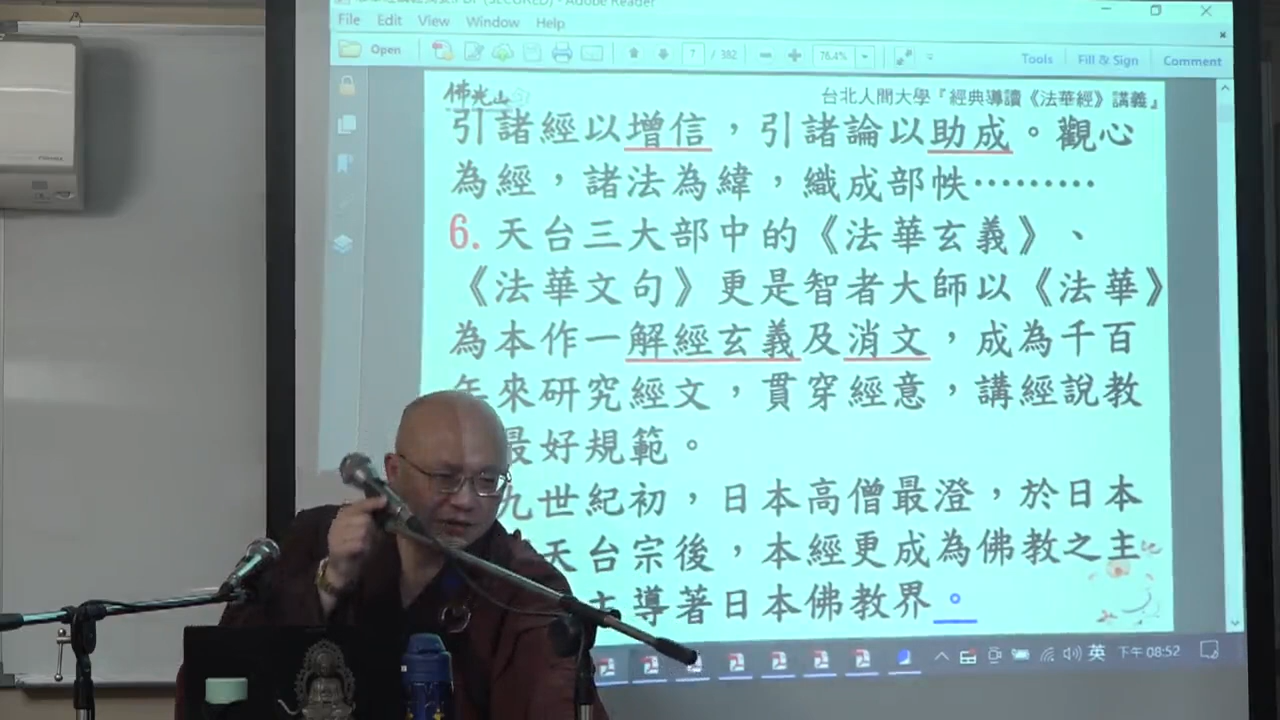 File Edit View Window Help
Open 7 / 382 76.4% Tools Fill & Sign Comment
佛光山
台北人間大學『經典導讀《法華經》講義』
引諸經以增信，引諸論以助成。觀心
為經，諸法為緯，織成部帙………
6. 天台三大部中的《法華玄義》、
《法華文句》更是智者大師以《法華》
為本作一解經玄義及消文，成為千百
年來研究經文，貫穿經意，講經說教
最好規範。
九世紀初，日本高僧最澄，於日本
天台宗後，本經更成為佛教之主
主導著日本佛教界。
英 下午 08:52